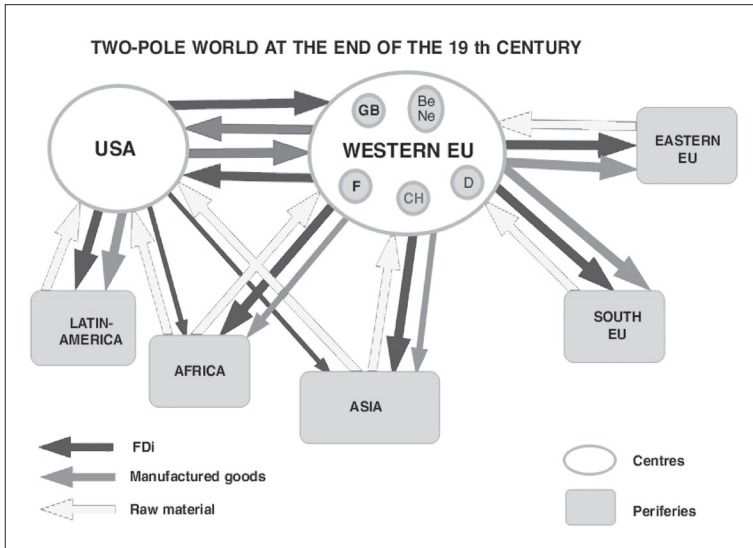 TWO-POLE WORLD AT THE END OF THE 19 th CENTURY
USA
GB
Be
Ne
WESTERN EU
F
CH
D
EASTERN
EU
LATIN-
AMERICA
AFRICA
ASIA
SOUTH
EU
FDi
Manufactured goods
Raw material
Centres
Periferies